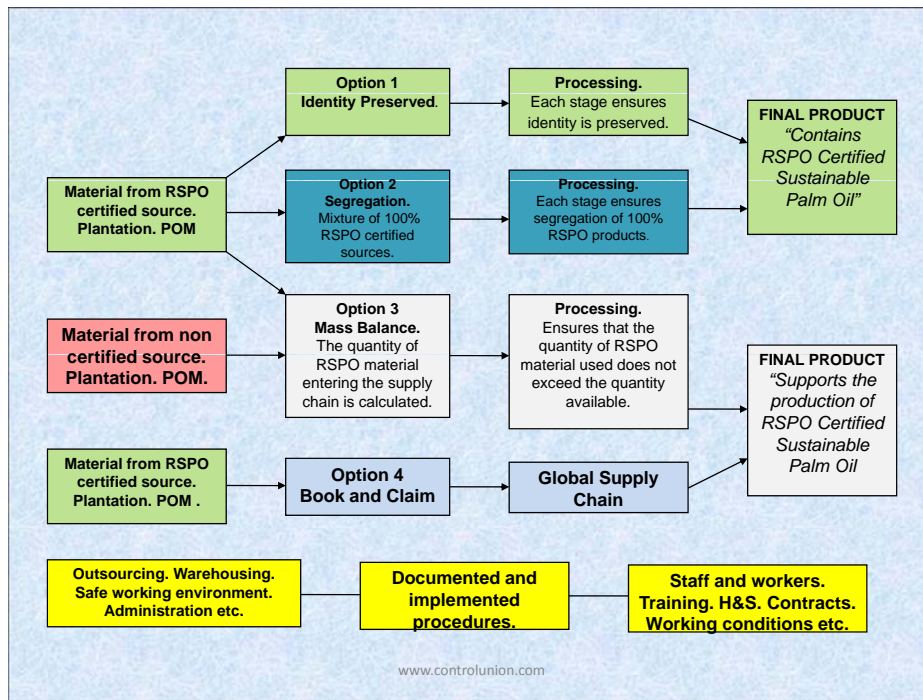 Option 1
Identity Preserved.
Processing.
Each stage ensures
identity is preserved.
FINAL PRODUCT
“Contains
RSPO Certified
Sustainable
Palm Oil”
Material from RSPO
certified source.
Plantation. POM
Option 2
Segregation.
Mixture of 100%
RSPO certified
sources.
Processing.
Each stage ensures
segregation of 100%
RSPO products.
Option 3
Mass Balance.
The quantity of
RSPO material
entering the supply
chain is calculated.
Processing.
Ensures that the
quantity of RSPO
material used does not
exceed the quantity
available.
Material from non
certified source.
Plantation. POM.
FINAL PRODUCT
“Supports the
production of
RSPO Certified
Sustainable
Palm Oil
Material from RSPO
certified source.
Plantation. POM .
Option 4
Book and Claim
Global Supply
Chain
Outsourcing. Warehousing.
Safe working environment.
Administration etc.
Documented and
implemented
procedures.
Staff and workers.
Training. H&S. Contracts.
Working conditions etc.
www.controlunion.com